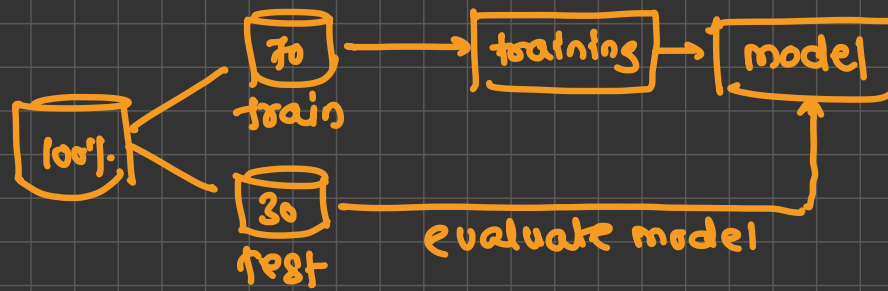 70
training
model
train
100%.
30
evaluate model
Test